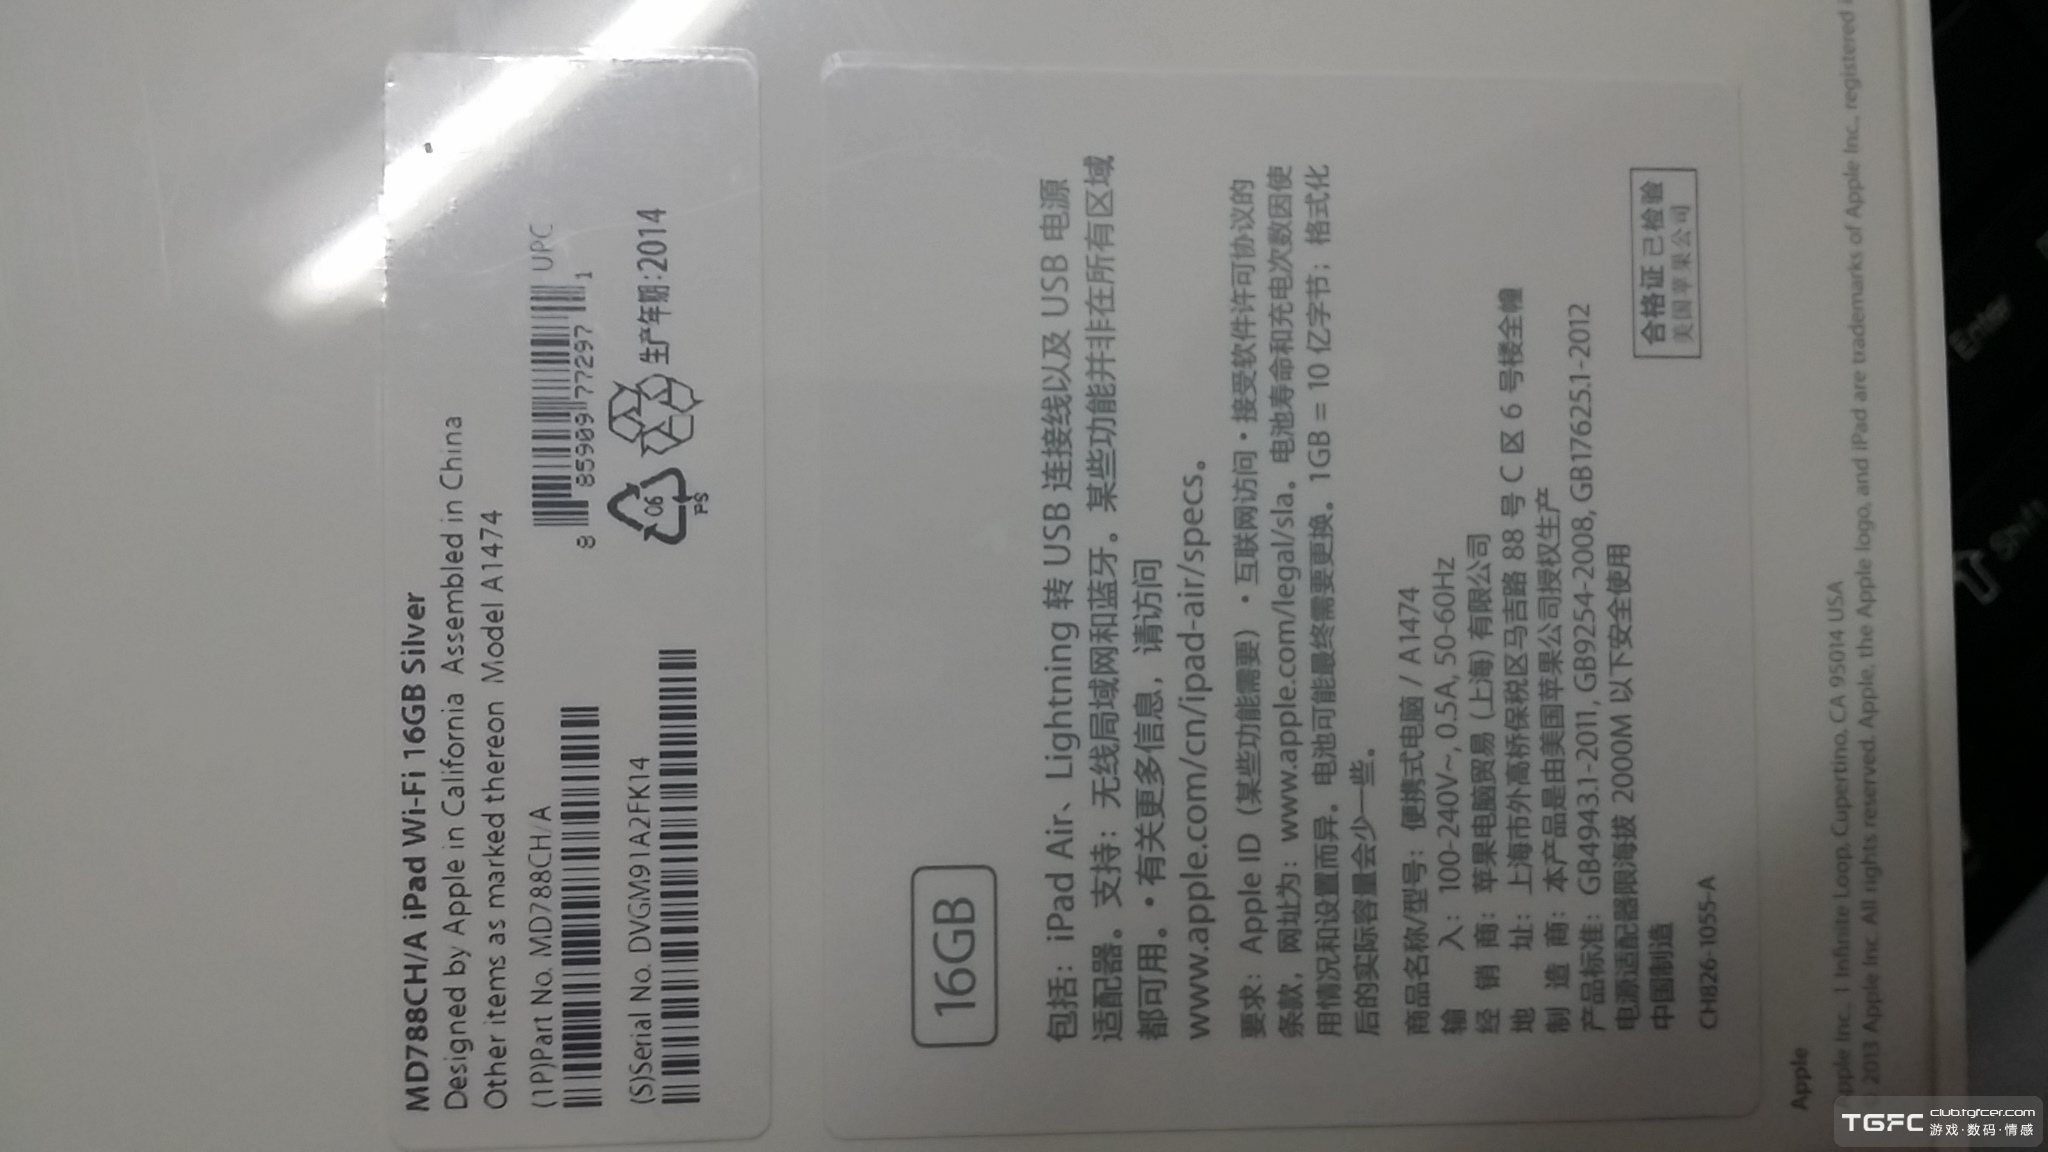 MD788CH/A iPad Wi-Fi 16GB Silver
Designed by Apple in California Assembled in China
Other items as marked thereon Model A1474
(1P)Part No. MD788CH/A
UPC
8 85909 77297 1
(S)Serial No. DVGM91A2FK14
06
PS
生产年期:2014
16GB
包括：iPad Air、Lightning 转 USB 连接线以及 USB 电源
适配器。支持：无线局域网和蓝牙。某些功能并非在所有区域
都可用。• 有关更多信息，请访问
www.apple.com/cn/ipad-air/specs。
要求：Apple ID（某些功能需要）• 互联网访问 • 接受软件许可协议的
条款，网址为：www.apple.com/legal/sla。电池寿命和充电次数因使
用情况和设置而异。电池可能最终需要更换。1GB = 10 亿字节；格式化
后的实际容量会少一些。
商品名称/型号：便携式电脑 / A1474
输 入：100-240V~, 0.5A, 50-60Hz
经 销 商：苹果电脑贸易 (上海) 有限公司
地 址：上海市外高桥保税区马吉路 88 号 C 区 6 号楼全幢
制 造 商：本产品是由美国苹果公司授权生产
产品标准：GB4943.1-2011, GB9254-2008, GB17625.1-2012
电源适配器限海拔 2000M 以下安全使用
中国制造
CH826-1055-A
合格证 已检验
美国苹果公司
Apple
Apple Inc., 1 Infinite Loop, Cupertino, CA 95014 USA
2013 Apple Inc. All rights reserved. Apple, the Apple logo, and iPad are trademarks of Apple Inc., registered
Enter
Shift
TGFC club.tgfcer.com
游戏·数码·情感